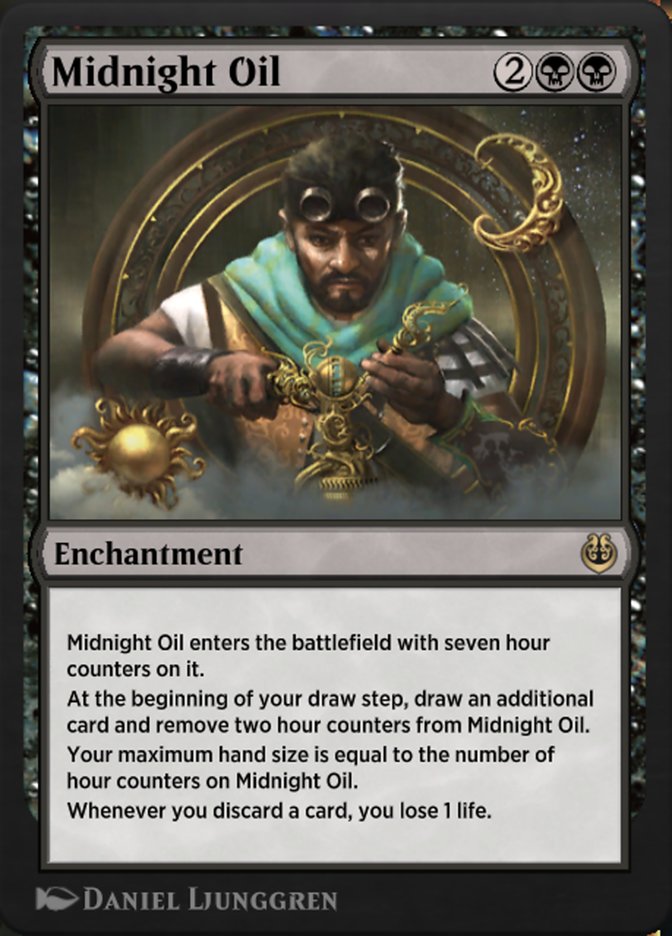 Midnight Oil 2
Enchantment
Midnight Oil enters the battlefield with seven hour
counters on it.
At the beginning of your draw step, draw an additional
card and remove two hour counters from Midnight Oil.
Your maximum hand size is equal to the number of
hour counters on Midnight Oil.
Whenever you discard a card, you lose 1 life.
Daniel Ljunggren